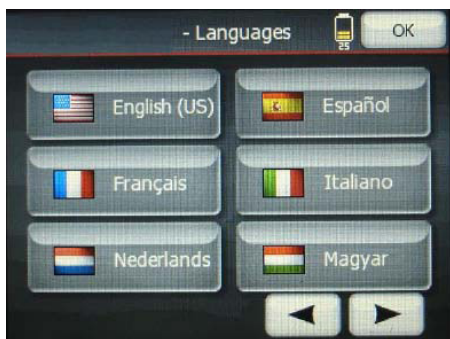 - Languages
25
OK
English (US)
Español
Français
Italiano
Nederlands
Magyar